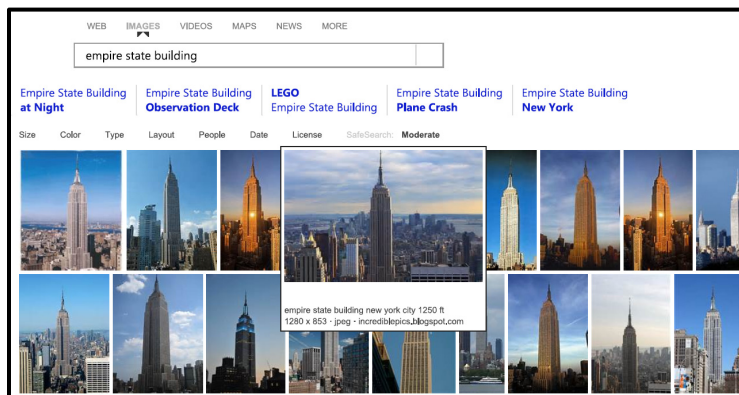 WEB IMAGES VIDEOS MAPS NEWS MORE
empire state building
Empire State Building at Night
Empire State Building Observation Deck
LEGO Empire State Building
Empire State Building Plane Crash
Empire State Building New York
Size Color Type Layout People Date License SafeSearch: Moderate
empire state building new york city 1250 ft
1280 x 853 - jpeg - incrediblepics.blogspot.com